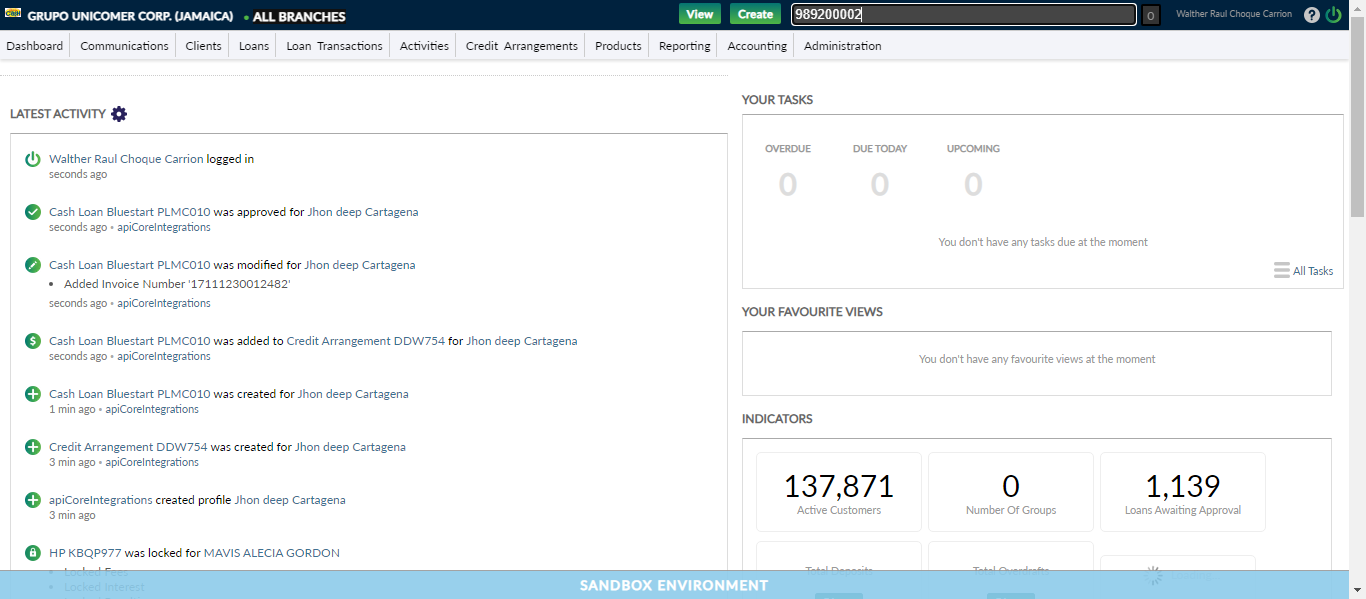 GRUPO UNICOMER CORP. (JAMAICA) • ALL BRANCHES View Create 989200002 0 Walther Raul Choque Carrion ?
Dashboard Communications Clients Loans Loan Transactions Activities Credit Arrangements Products Reporting Accounting Administration
LATEST ACTIVITY
Walther Raul Choque Carrion logged in
seconds ago
Cash Loan Bluestart PLMC010 was approved for Jhon deep Cartagena
seconds ago • apiCoreIntegrations
Cash Loan Bluestart PLMC010 was modified for Jhon deep Cartagena
• Added Invoice Number '17111230012482'
seconds ago • apiCoreIntegrations
Cash Loan Bluestart PLMC010 was added to Credit Arrangement DDW754 for Jhon deep Cartagena
seconds ago • apiCoreIntegrations
Cash Loan Bluestart PLMC010 was created for Jhon deep Cartagena
1 min ago • apiCoreIntegrations
Credit Arrangement DDW754 was created for Jhon deep Cartagena
3 min ago • apiCoreIntegrations
apiCoreIntegrations created profile Jhon deep Cartagena
3 min ago
HP KBQP977 was locked for MAVIS ALECIA GORDON
• Locked Fees
• Locked Interest
YOUR TASKS
OVERDUE DUE TODAY UPCOMING
0 0 0
You don't have any tasks due at the moment
All Tasks
YOUR FAVOURITE VIEWS
You don't have any favourite views at the moment
INDICATORS
137,871 0 1,139
Active Customers Number Of Groups Loans Awaiting Approval
Total Deposits Total Overdrafts
SANDBOX ENVIRONMENT